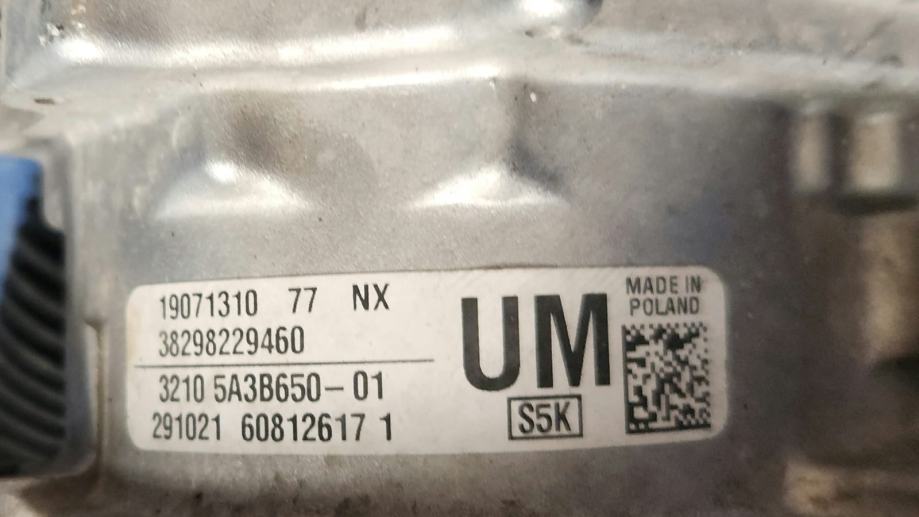 19071310 77 NX
38298229460
3210 5A3B650-01
291021 60812617 1
UM
S5K
MADE IN
POLAND